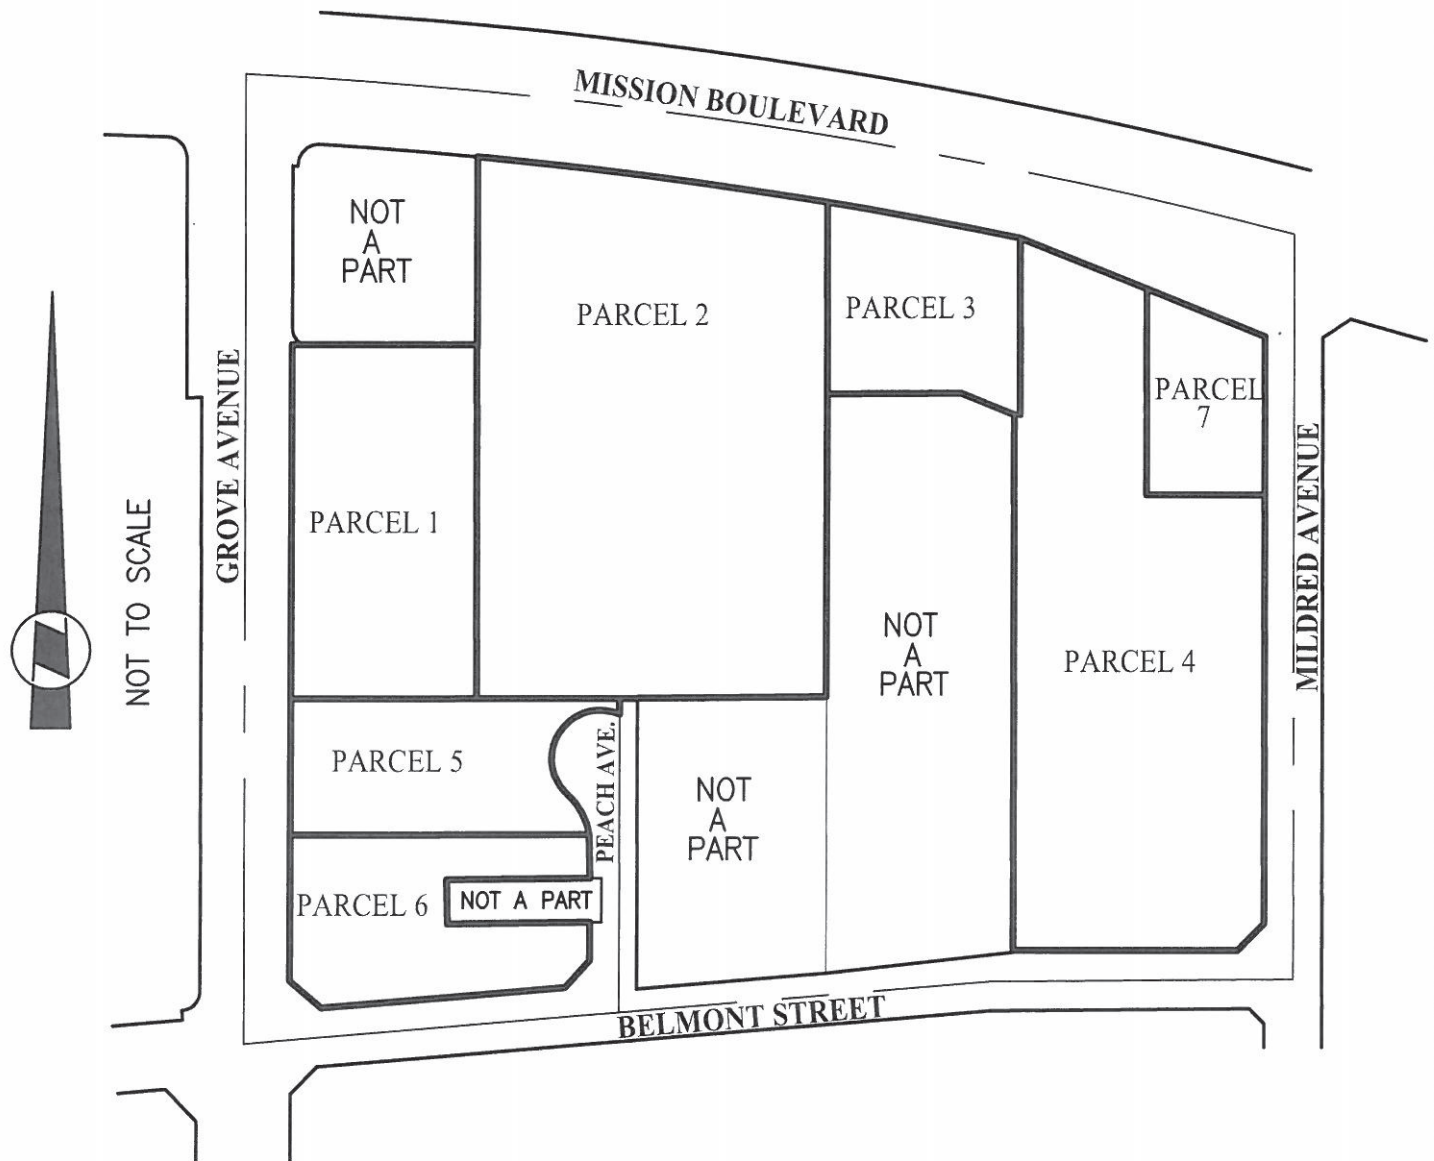 MISSION BOULEVARD
NOT
A
PART
PARCEL 2
PARCEL 3
PARCEL
7
GROVE AVENUE
NOT TO SCALE
PARCEL 1
MILDRED AVENUE
NOT
A
PART
PARCEL 4
PARCEL 5
PEACH AVE.
NOT
A
PART
PARCEL 6
NOT A PART
BELMONT STREET